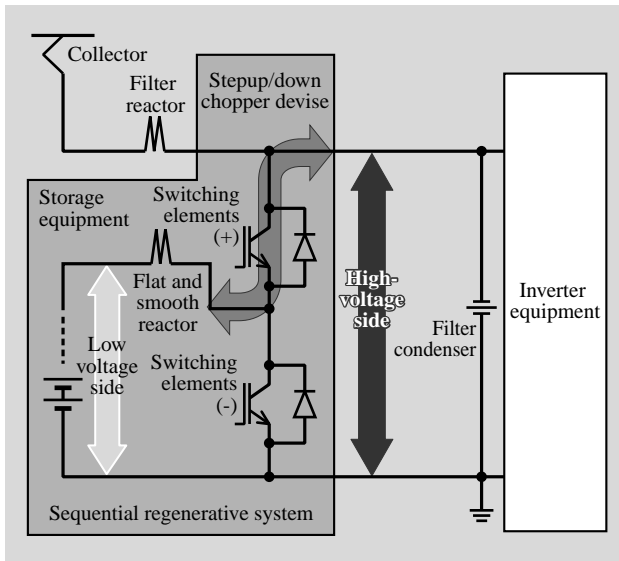 Collector
Filter
reactor
Stepup/down
chopper devise
Storage
equipment
Switching
elements
(+)
Flat and
smooth
reactor
Low
voltage
side
Switching
elements
(-)
High-
voltage
side
Filter
condenser
Inverter
equipment
Sequential regenerative system